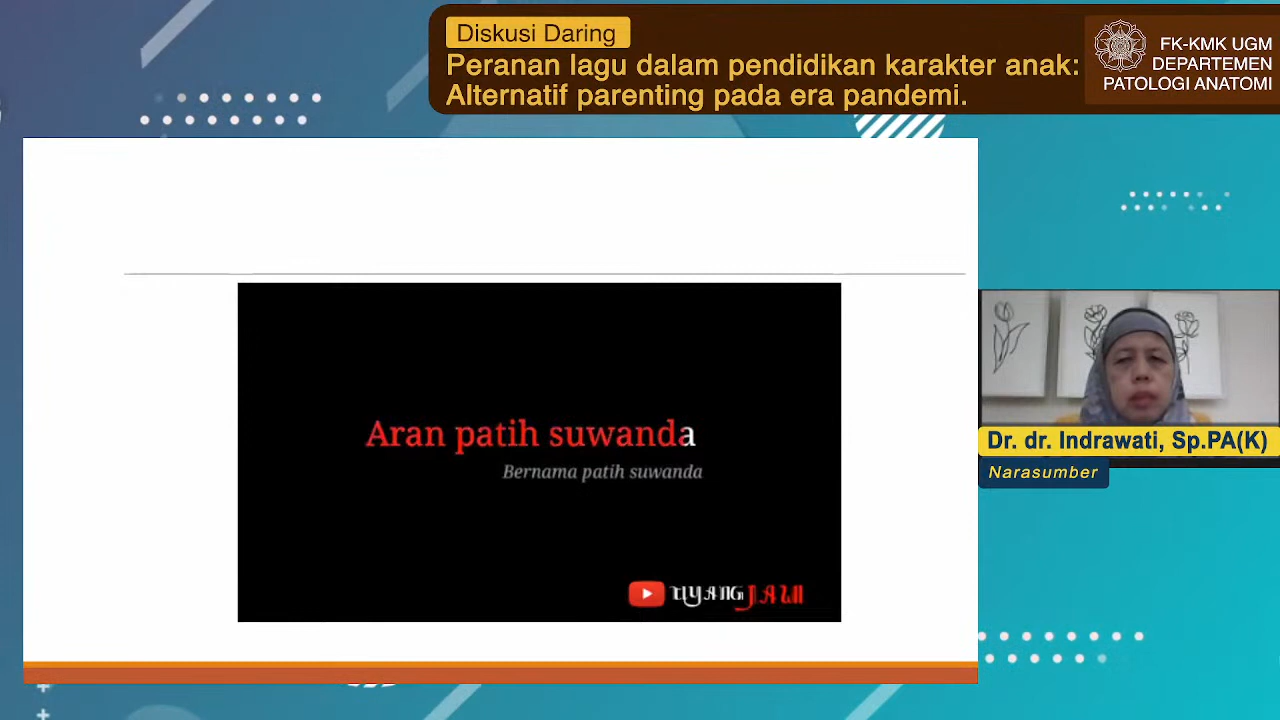 Diskusi Daring
Peranan lagu dalam pendidikan karakter anak:
Alternatif parenting pada era pandemi.
FK-KMK UGM
DEPARTEMEN
PATOLOGI ANATOMI
Aran patih suwanda
Bernama patih suwanda
JAWI
Dr. dr. Indrawati, Sp.PA(K)
Narasumber